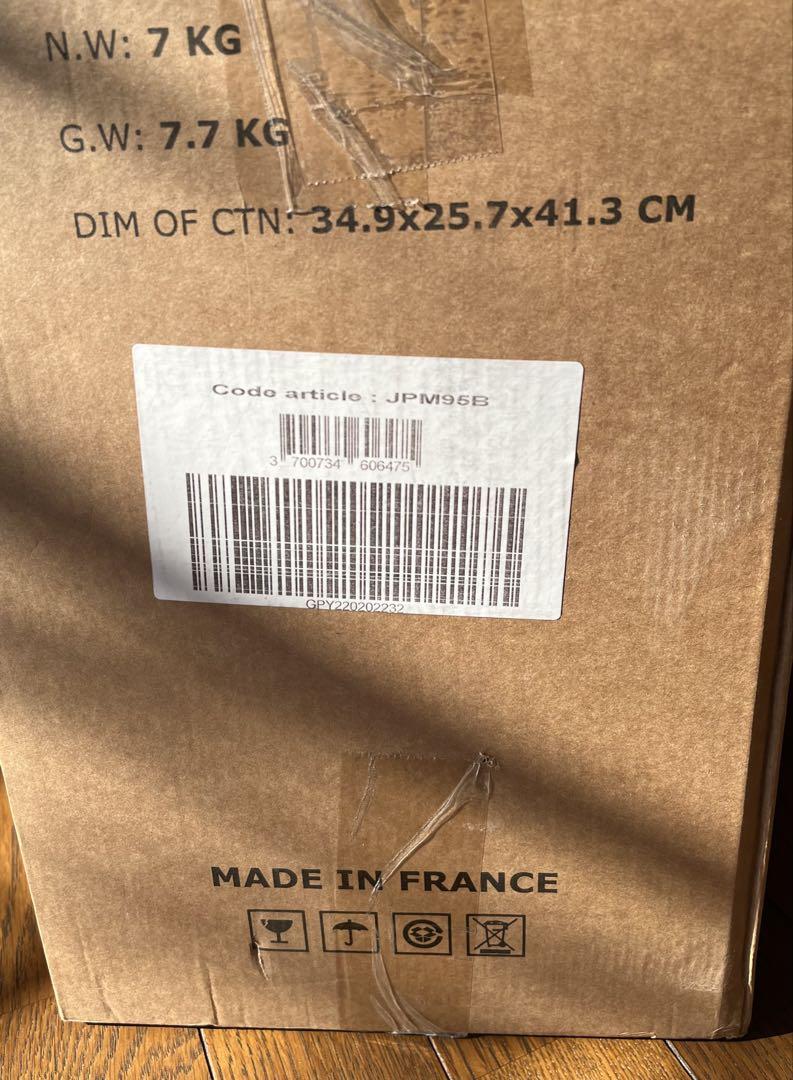 N.W: 7 KG
G.W: 7.7 KG
DIM OF CTN: 34.9x25.7x41.3 CM
Code article : JPM95B
3 700734 606475
GPY220202232
MADE IN FRANCE